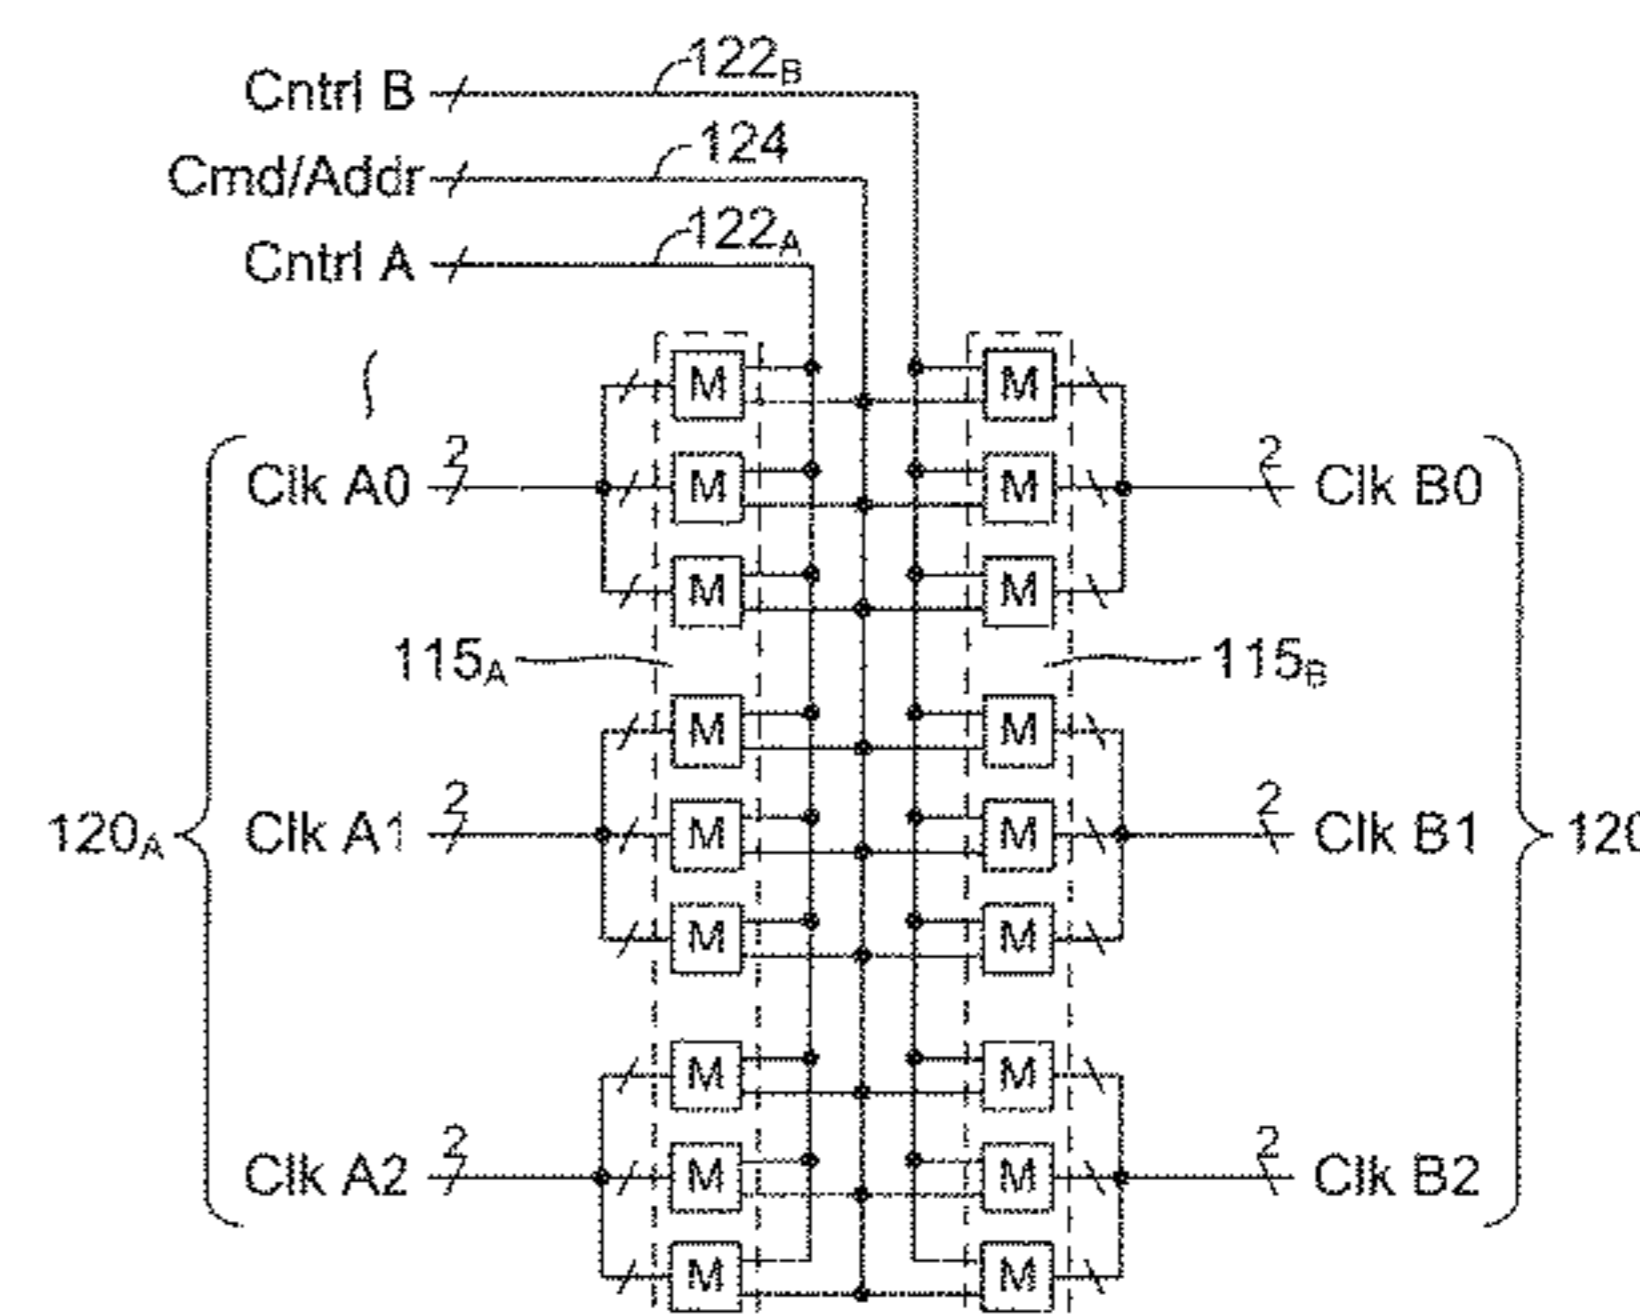 Cntrl B 122B
Cmd/Addr 124
Cntrl A 122A
M M
2 2
Clk A0 M M Clk B0
M M
115A 115B
M M
2 2
120A Clk A1 M M Clk B1 120
M M
M M
2 2
Clk A2 M M Clk B2
M M